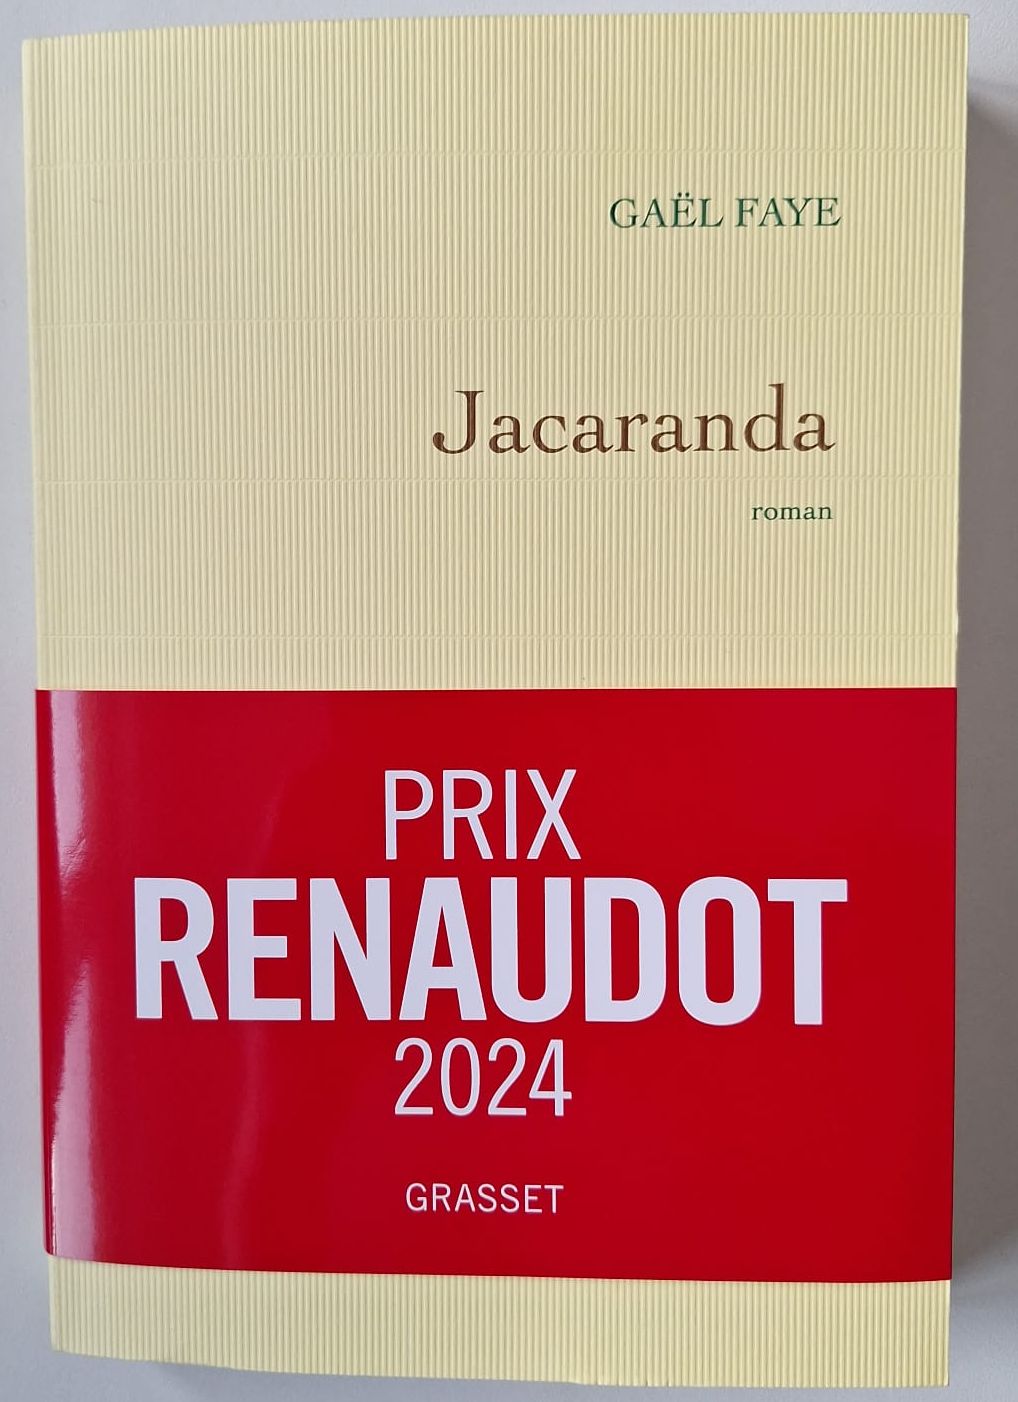 GAËL FAYE
Jacaranda
roman
PRIX
RENAUDOT
2024
GRASSET